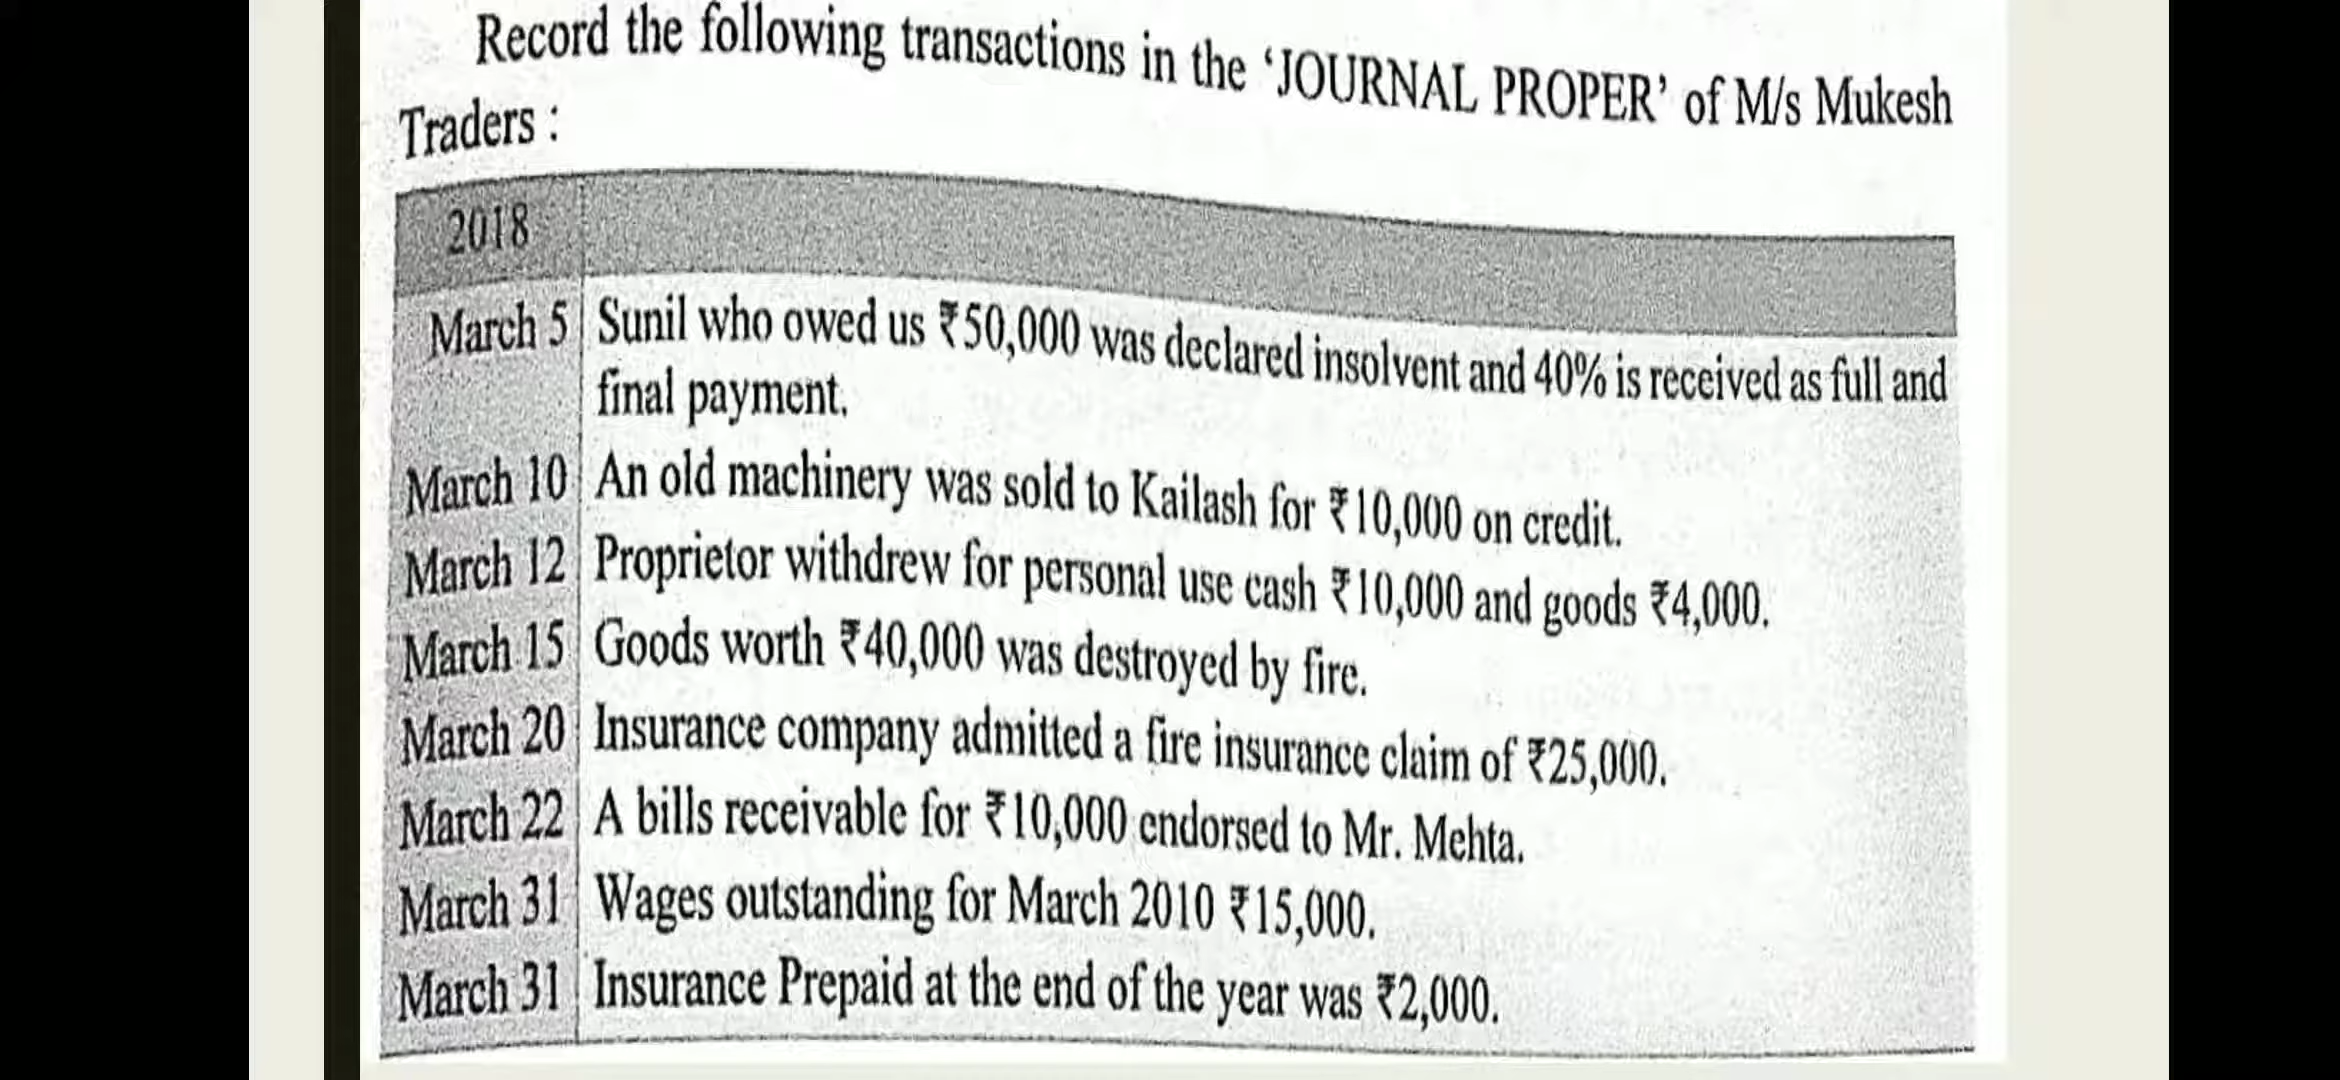 Record the following transactions in the ‘JOURNAL PROPER’ of M/s Mukesh
Traders :
2018
March 5 Sunil who owed us ₹50,000 was declared insolvent and 40% is received as full and
final payment.
March 10 An old machinery was sold to Kailash for ₹10,000 on credit.
March 12 Proprietor withdrew for personal use cash ₹10,000 and goods ₹4,000.
March 15 Goods worth ₹40,000 was destroyed by fire.
March 20 Insurance company admitted a fire insurance claim of ₹25,000.
March 22 A bills receivable for ₹10,000 endorsed to Mr. Mehta.
March 31 Wages outstanding for March 2010 ₹15,000.
March 31 Insurance Prepaid at the end of the year was ₹2,000.